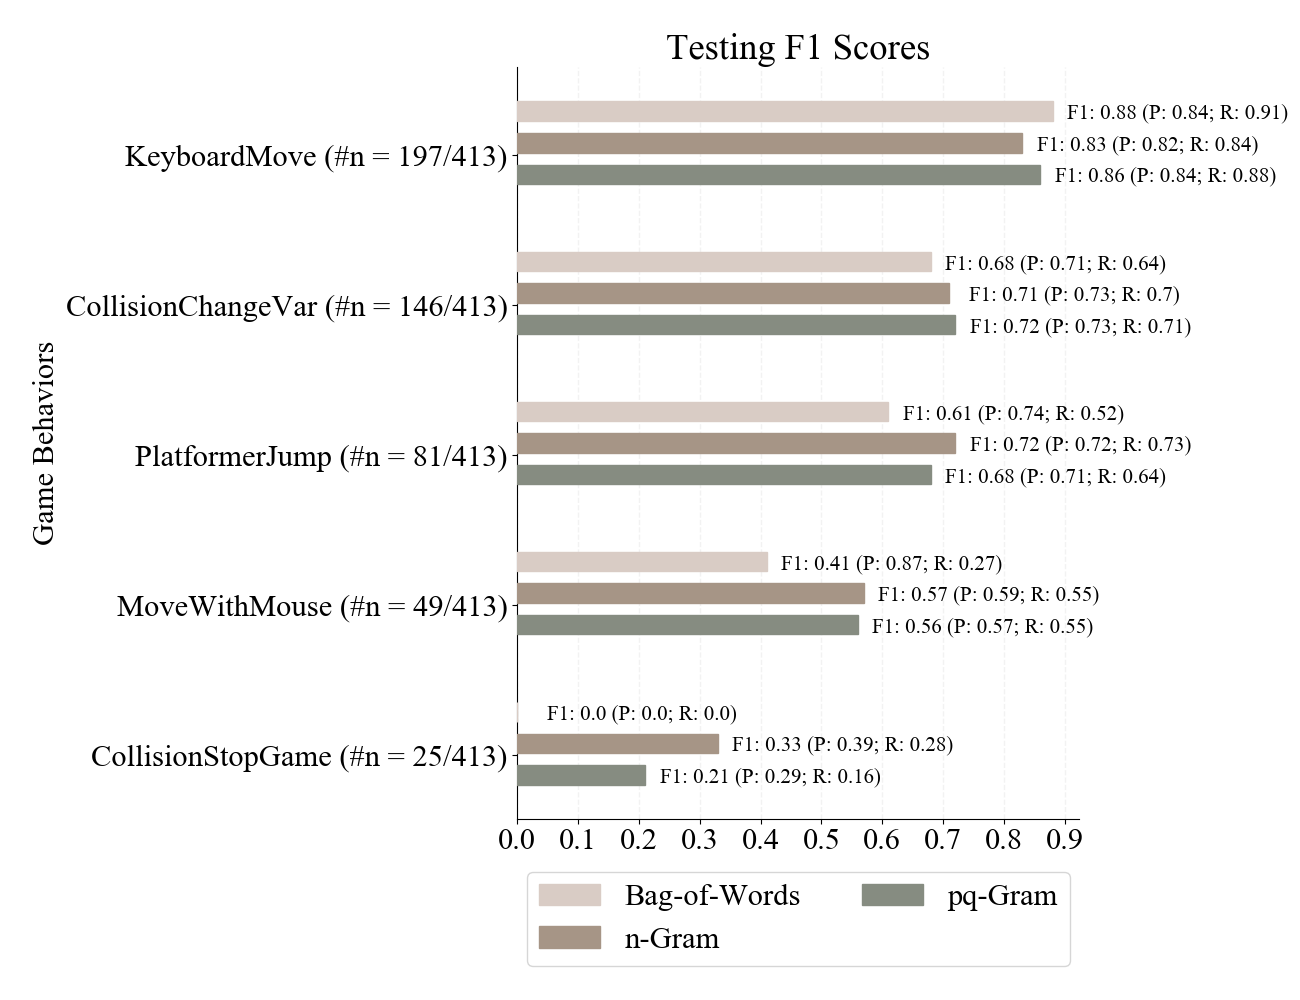 Testing F1 Scores
Game Behaviors
KeyboardMove (#n = 197/413)
F1: 0.88 (P: 0.84; R: 0.91)
F1: 0.83 (P: 0.82; R: 0.84)
F1: 0.86 (P: 0.84; R: 0.88)
CollisionChangeVar (#n = 146/413)
F1: 0.68 (P: 0.71; R: 0.64)
F1: 0.71 (P: 0.73; R: 0.7)
F1: 0.72 (P: 0.73; R: 0.71)
PlatformerJump (#n = 81/413)
F1: 0.61 (P: 0.74; R: 0.52)
F1: 0.72 (P: 0.72; R: 0.73)
F1: 0.68 (P: 0.71; R: 0.64)
MoveWithMouse (#n = 49/413)
F1: 0.41 (P: 0.87; R: 0.27)
F1: 0.57 (P: 0.59; R: 0.55)
F1: 0.56 (P: 0.57; R: 0.55)
CollisionStopGame (#n = 25/413)
F1: 0.0 (P: 0.0; R: 0.0)
F1: 0.33 (P: 0.39; R: 0.28)
F1: 0.21 (P: 0.29; R: 0.16)
0.0 0.1 0.2 0.3 0.4 0.5 0.6 0.7 0.8 0.9
Bag-of-Words
n-Gram
pq-Gram